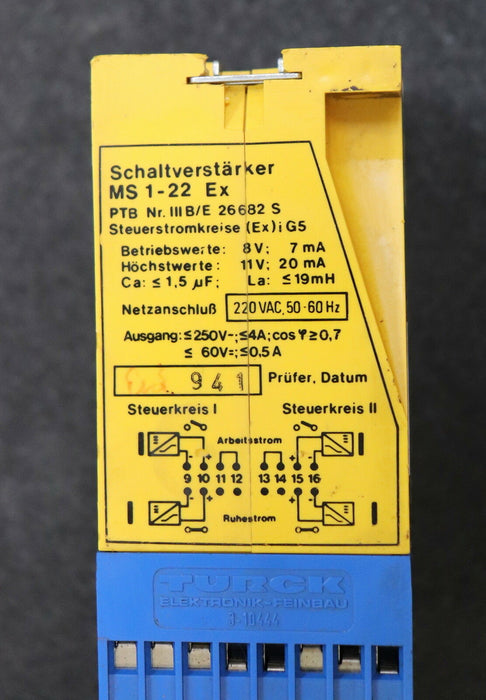 Schaltverstärker
MS 1-22 Ex
PTB Nr. III B/E 26682 S
Steuerstromkreise (Ex) i G5
Betriebswerte: 8V; 7 mA
Höchstwerte: 11V; 20 mA
Ca: ≤ 1,5 µF; La: ≤19mH
Netzanschluß 220 VAC, 50-60 Hz
Ausgang: ≤250V~; ≤4A; cos φ ≥ 0,7
≤ 60V=; ≤0,5 A
941 Prüfer, Datum
Steuerkreis I Steuerkreis II
Arbeitsstrom
- + + -
9 10 11 12 13 14 15 16
- + + -
Ruhestrom
TURCK
ELEKTRONIK-FEINBAU
3-10444